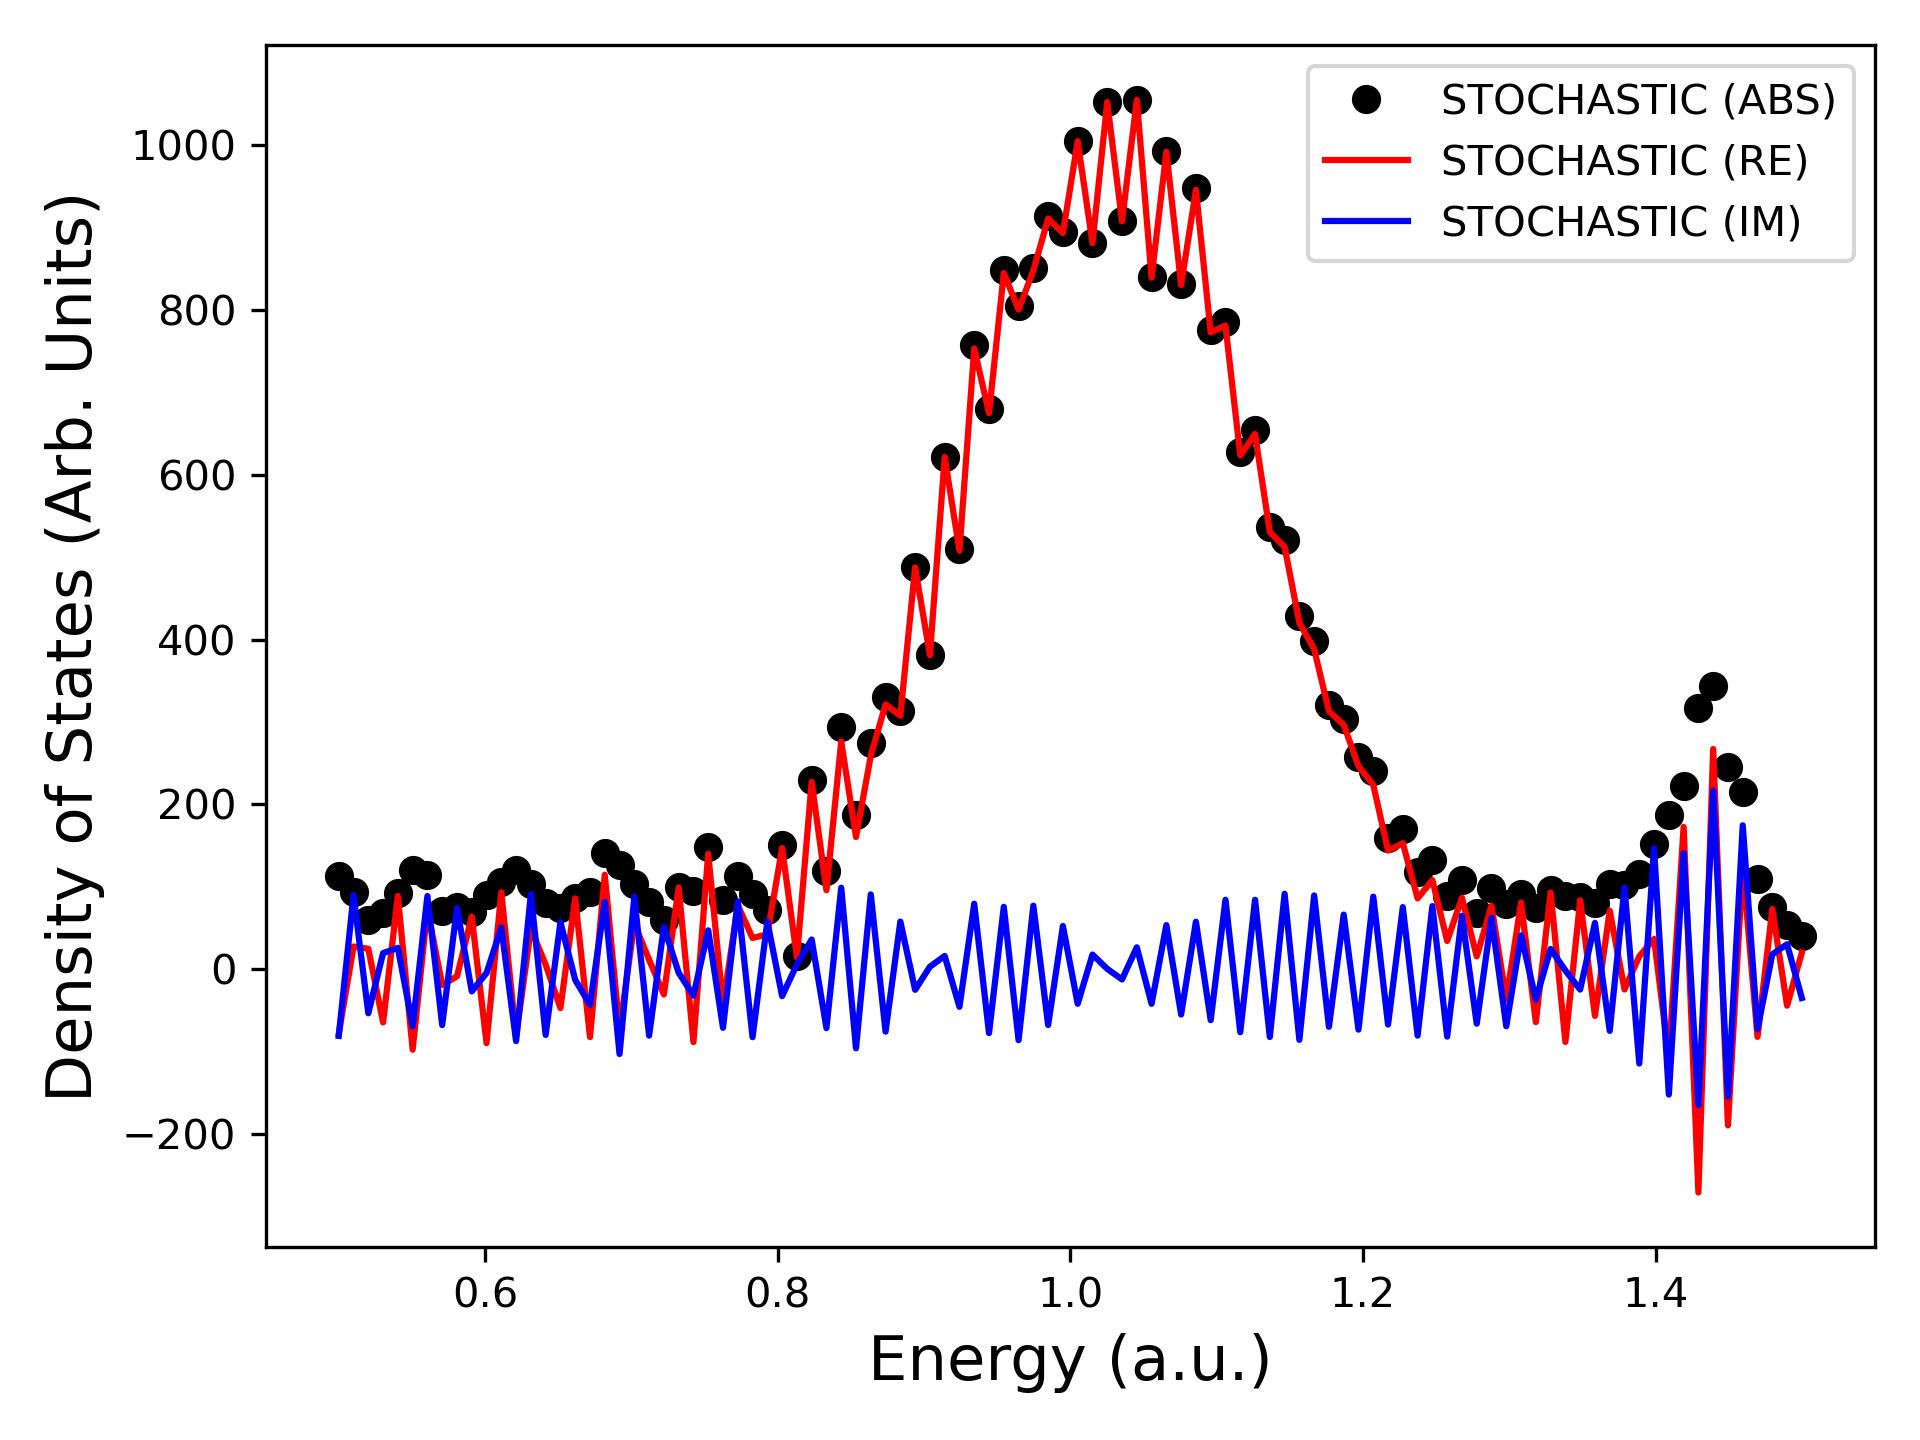 STOCHASTIC (ABS)
STOCHASTIC (RE)
STOCHASTIC (IM)
Density of States (Arb. Units)
1000
800
600
400
200
0
−200
0.6 0.8 1.0 1.2 1.4
Energy (a.u.)